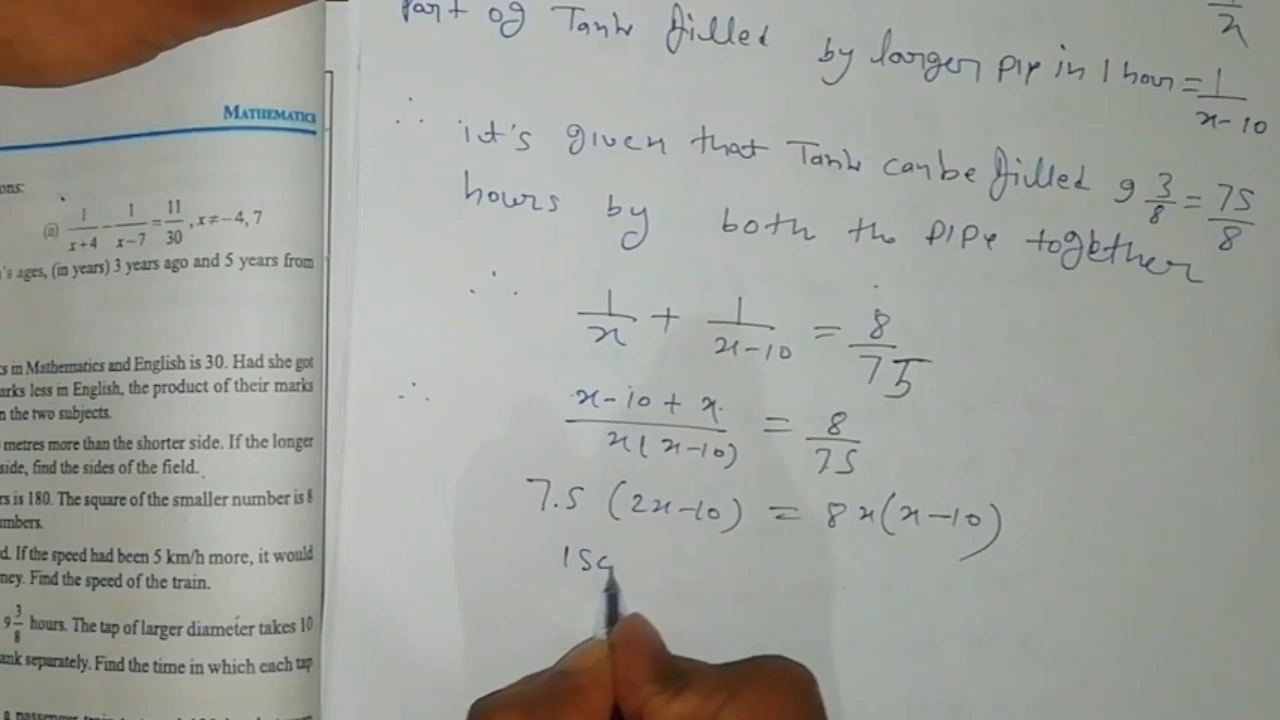 MATHEMATICS
ons:
(ii) 1/x+4 - 1/x-7 = 11/30, x ≠ -4, 7
's ages, (in years) 3 years ago and 5 years from
s in Mathematics and English is 30. Had she got
arks less in English, the product of their marks
n the two subjects.
metres more than the shorter side. If the longer
side, find the sides of the field.
rs is 180. The square of the smaller number is 8
umbers.
d. If the speed had been 5 km/h more, it would
ney. Find the speed of the train.
9 3/8 hours. The tap of larger diameter takes 10
ank separately. Find the time in which each tap
1/x
Part of Tank filled by larger pip in 1 hour = 1/x-10
∴ it's given that Tank can be filled 9 3/8 = 75/8
hours by both the PIPe together
∴ 1/x + 1/x-10 = 8/75
∴ x-10 + x / x(x-10) = 8/75
7.5 (2x-10) = 8x(x-10)